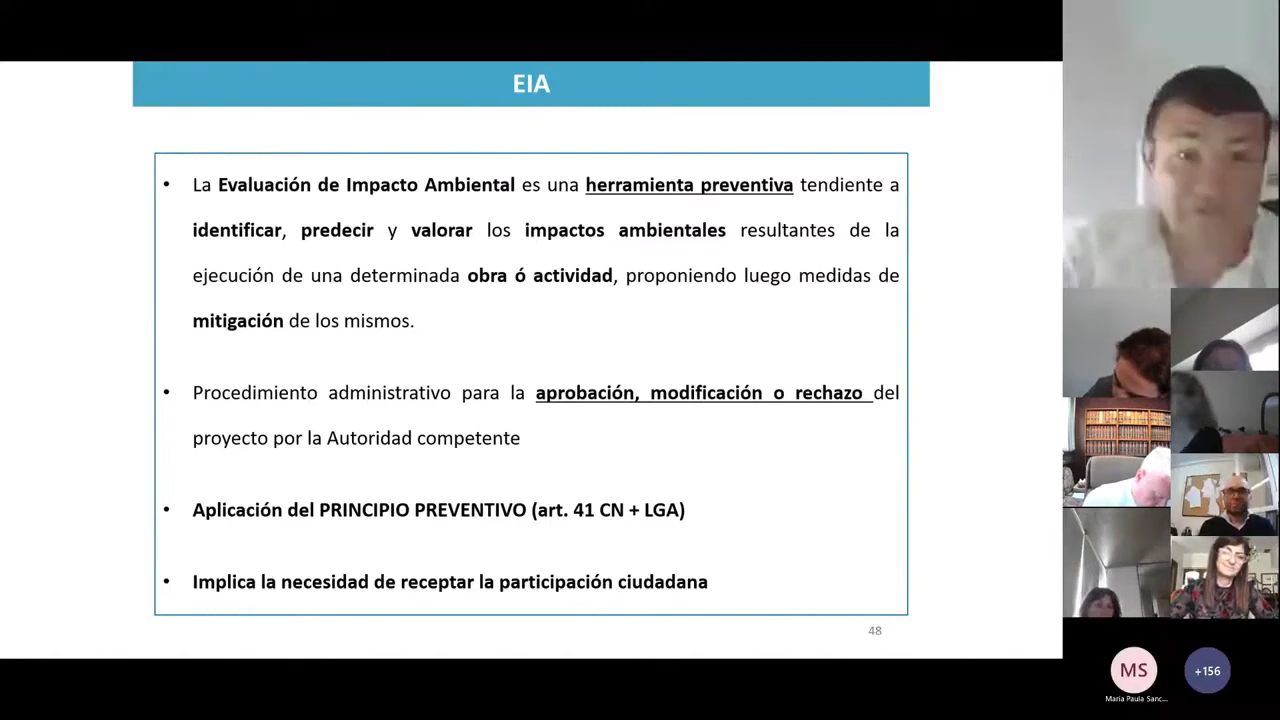 EIA
• La Evaluación de Impacto Ambiental es una herramienta preventiva tendiente a
identificar, predecir y valorar los impactos ambientales resultantes de la
ejecución de una determinada obra ó actividad, proponiendo luego medidas de
mitigación de los mismos.
• Procedimiento administrativo para la aprobación, modificación o rechazo del
proyecto por la Autoridad competente
• Aplicación del PRINCIPIO PREVENTIVO (art. 41 CN + LGA)
• Implica la necesidad de receptar la participación ciudadana
48
MS
+156
Maria Paula Sanc...